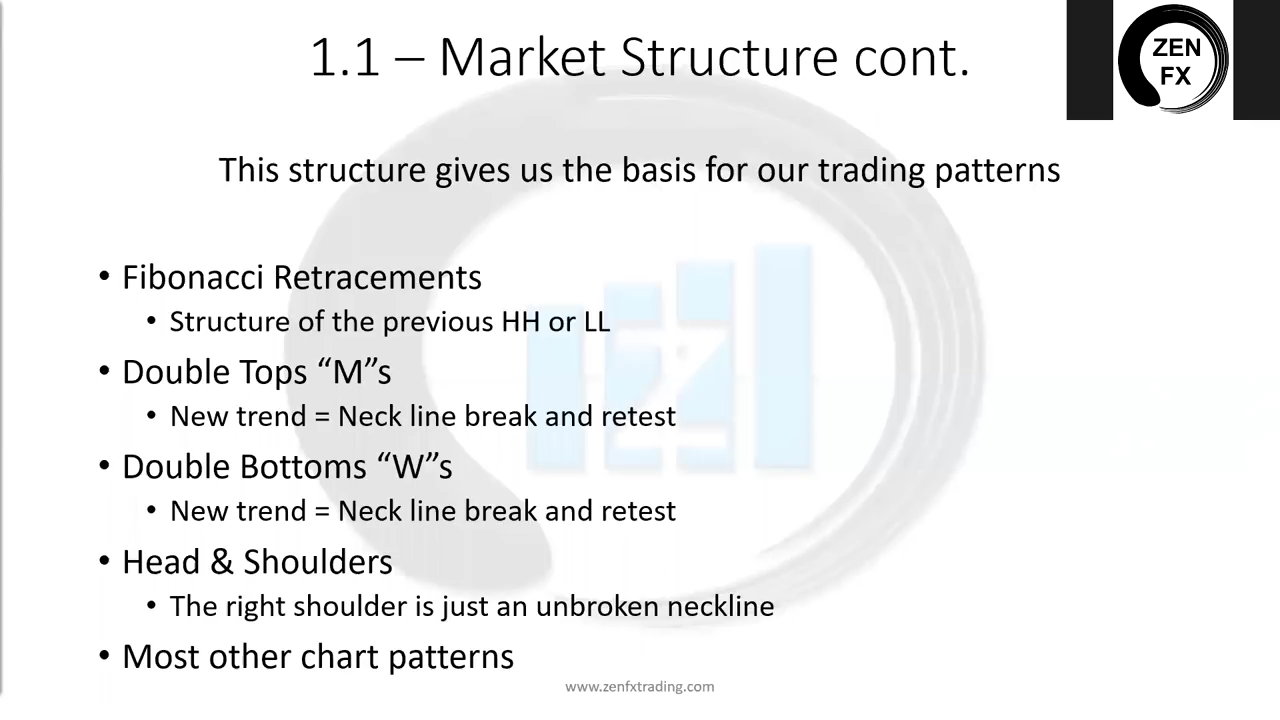 1.1 – Market Structure cont.
ZEN
FX
This structure gives us the basis for our trading patterns
• Fibonacci Retracements
• Structure of the previous HH or LL
• Double Tops “M”s
• New trend = Neck line break and retest
• Double Bottoms “W”s
• New trend = Neck line break and retest
• Head & Shoulders
• The right shoulder is just an unbroken neckline
• Most other chart patterns
www.zenfxtrading.com